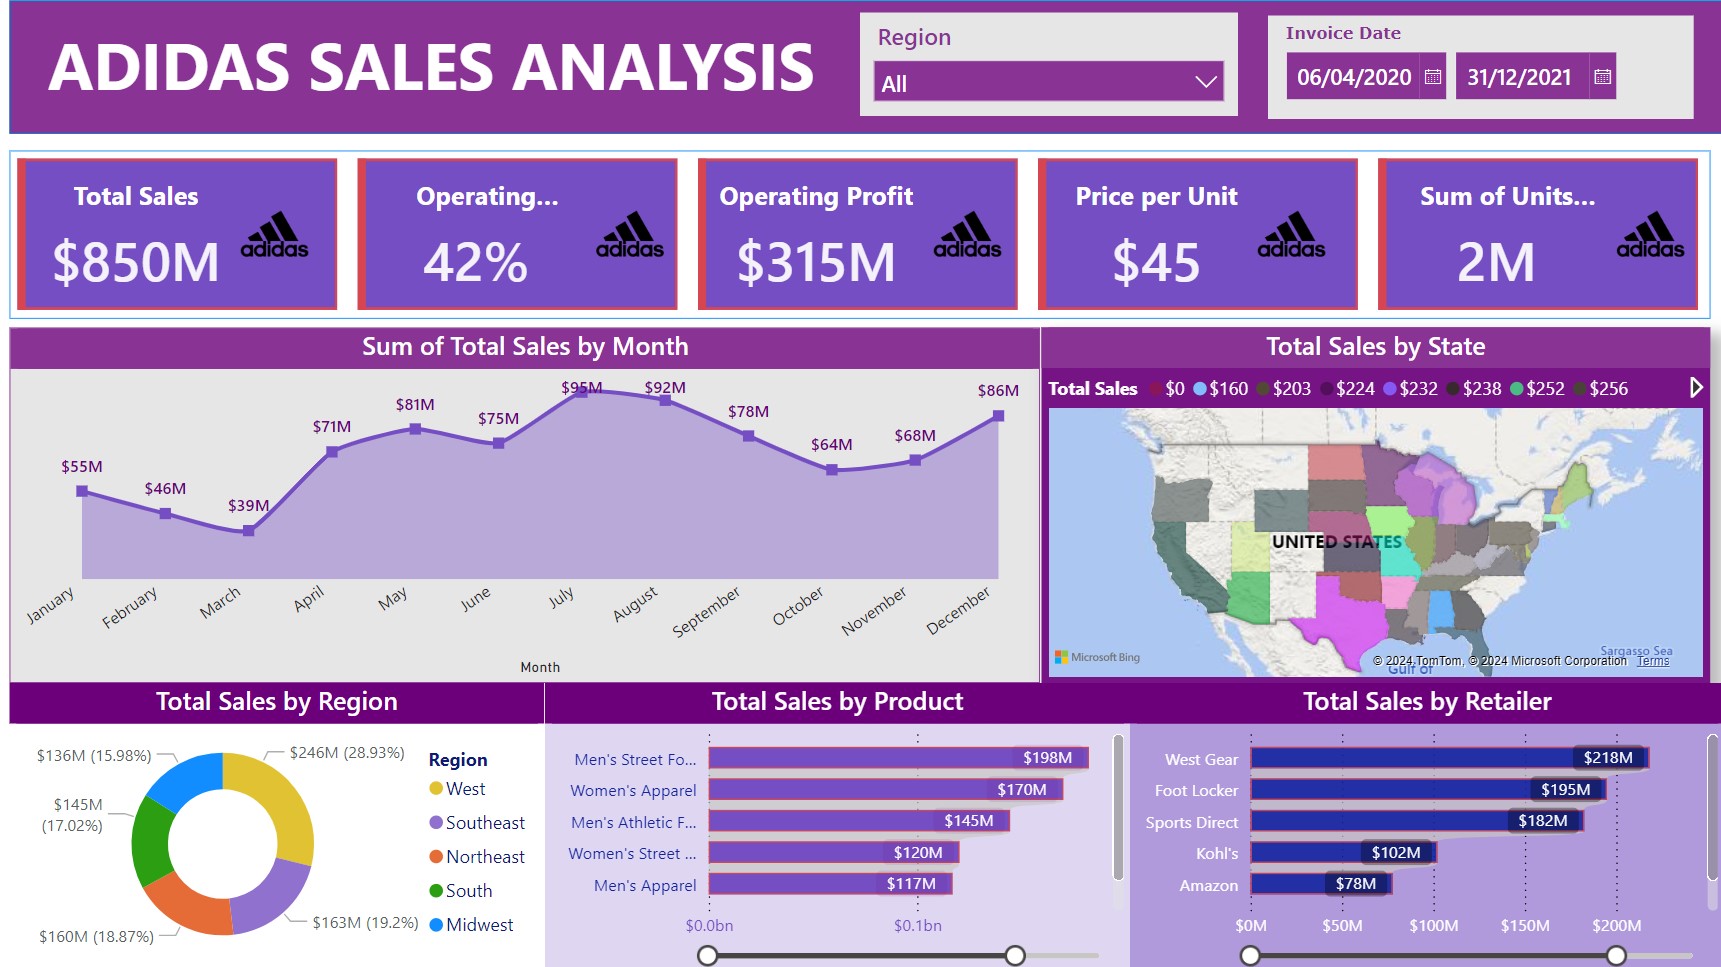 ADIDAS SALES ANALYSIS
Region
All
Invoice Date
06/04/2020
31/12/2021
Total Sales
$850M
adidas
Operating...
42%
adidas
Operating Profit
$315M
adidas
Price per Unit
$45
adidas
Sum of Units...
2M
adidas
Sum of Total Sales by Month
$55M
$46M
$39M
$71M
$81M
$75M
$95M
$92M
$78M
$64M
$68M
$86M
January
February
March
April
May
June
July
August
September
October
November
December
Month
Total Sales by State
Total Sales $0 $160 $203 $224 $232 $238 $252 $256
UNITED STATES
Sargasso Sea
Gulf of
Microsoft Bing
© 2024 TomTom, © 2024 Microsoft Corporation Terms
Total Sales by Region
$136M (15.98%)
$246M (28.93%)
$145M
(17.02%)
$163M (19.2%)
$160M (18.87%)
Region
West
Southeast
Northeast
South
Midwest
Total Sales by Product
Men's Street Fo... $198M
Women's Apparel $170M
Men's Athletic F... $145M
Women's Street ... $120M
Men's Apparel $117M
$0.0bn $0.1bn
Total Sales by Retailer
West Gear $218M
Foot Locker $195M
Sports Direct $182M
Kohl's $102M
Amazon $78M
$0M $50M $100M $150M $200M